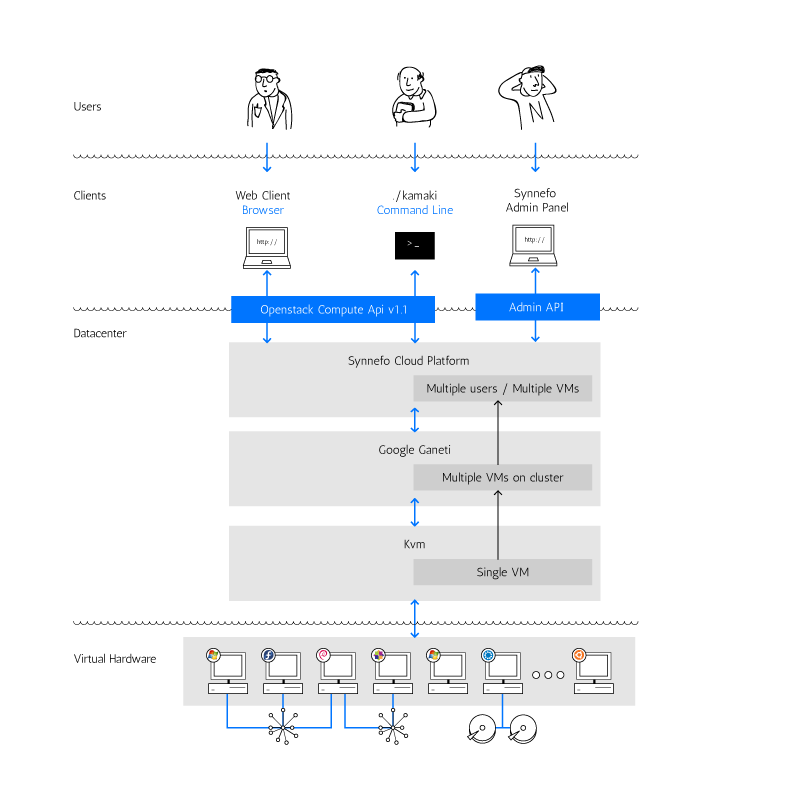 Users
Clients
Web Client
Browser
./kamaki
Command Line
Synnefo
Admin Panel
http://
>_
http://
Openstack Compute Api v1.1
Admin API
Datacenter
Synnefo Cloud Platform
Multiple users / Multiple VMs
Google Ganeti
Multiple VMs on cluster
Kvm
Single VM
Virtual Hardware